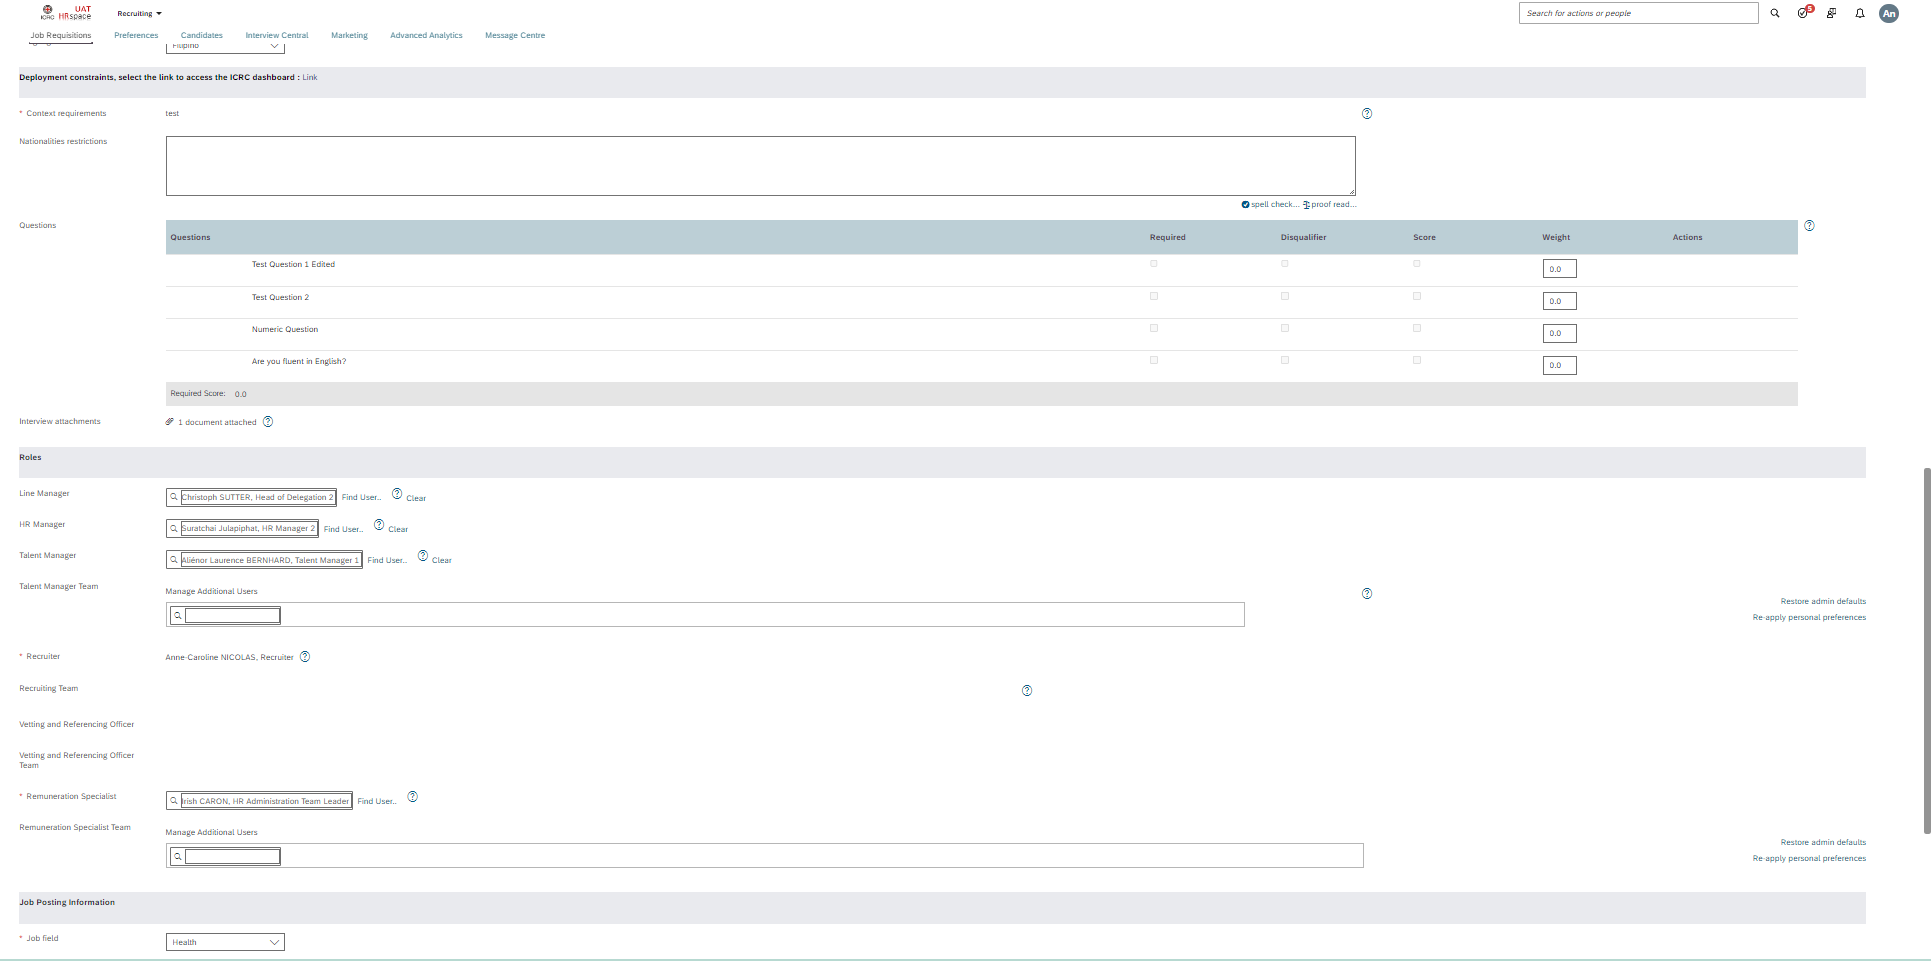 ICRC UAT HRspace Recruiting Search for actions or people 5 An
Job Requisitions Preferences Candidates Interview Central Marketing Advanced Analytics Message Centre
Filipino
Deployment constraints, select the link to access the ICRC dashboard : Link
* Context requirements test
Nationalities restrictions
spell check... proof read...
Questions
Questions Required Disqualifier Score Weight Actions
Test Question 1 Edited 0.0
Test Question 2 0.0
Numeric Question 0.0
Are you fluent in English? 0.0
Required Score: 0.0
Interview attachments 1 document attached
Roles
Line Manager Christoph SUTTER, Head of Delegation 2 Find User.. Clear
HR Manager Suratchai Julapiphat, HR Manager 2 Find User.. Clear
Talent Manager Aliénor Laurence BERNHARD, Talent Manager 1 Find User.. Clear
Talent Manager Team Manage Additional Users
Restore admin defaults
Re-apply personal preferences
* Recruiter Anne-Caroline NICOLAS, Recruiter
Recruiting Team
Vetting and Referencing Officer
Vetting and Referencing Officer
Team
* Remuneration Specialist Irish CARON, HR Administration Team Leader Find User..
Remuneration Specialist Team Manage Additional Users
Restore admin defaults
Re-apply personal preferences
Job Posting Information
* Job field Health